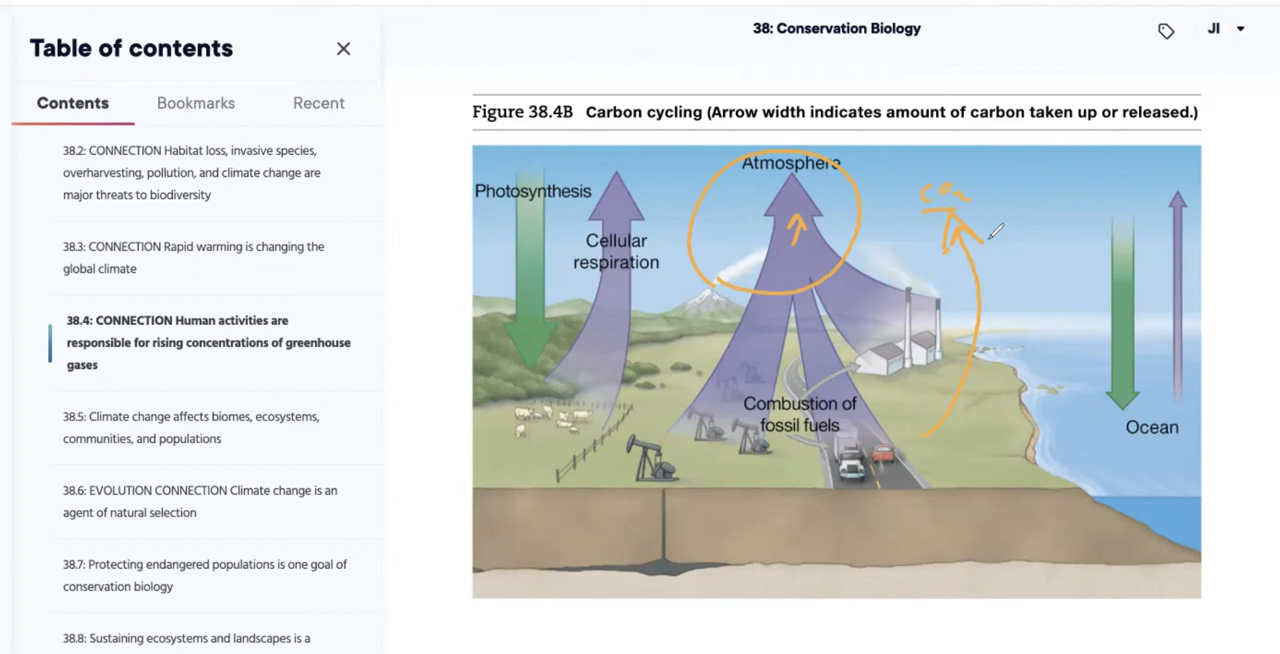 Table of contents
Contents
Bookmarks
Recent
38.2: CONNECTION Habitat loss, invasive species,
overharvesting, pollution, and climate change are
major threats to biodiversity
38.3: CONNECTION Rapid warming is changing the
global climate
38.4: CONNECTION Human activities are
responsible for rising concentrations of greenhouse
gases
38.5: Climate change affects biomes, ecosystems,
communities, and populations
38.6: EVOLUTION CONNECTION Climate change is an
agent of natural selection
38.7: Protecting endangered populations is one goal of
conservation biology
38.8: Sustaining ecosystems and landscapes is a
38: Conservation Biology
JI
Figure 38.4B Carbon cycling (Arrow width indicates amount of carbon taken up or released.)
Atmosphere
Photosynthesis
CO2
Cellular
respiration
Combustion of
fossil fuels
Ocean